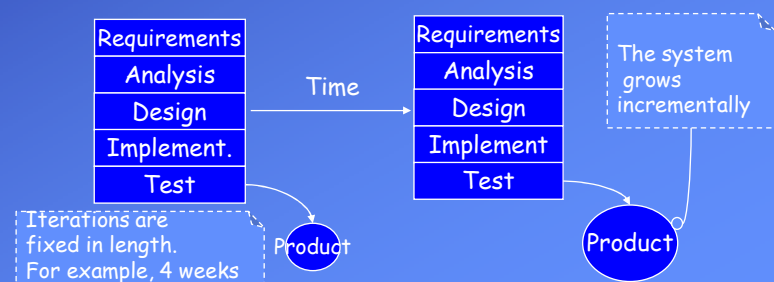 Requirements
Analysis
Design
Implement.
Test
Time
Requirements
Analysis
Design
Implement
Test
The system
grows
incrementally
Iterations are
fixed in length.
For example, 4 weeks
Product
Product